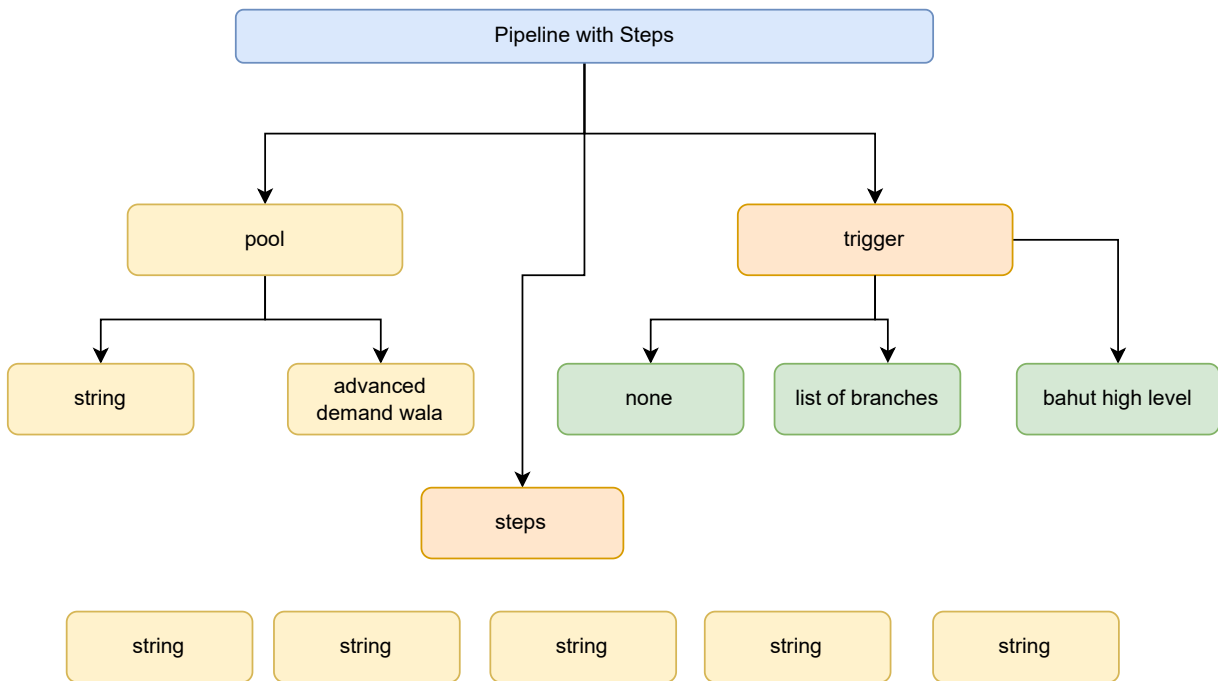 Pipeline with Steps
pool
trigger
string
advanced
demand wala
none
list of branches
bahut high level
steps
string
string
string
string
string